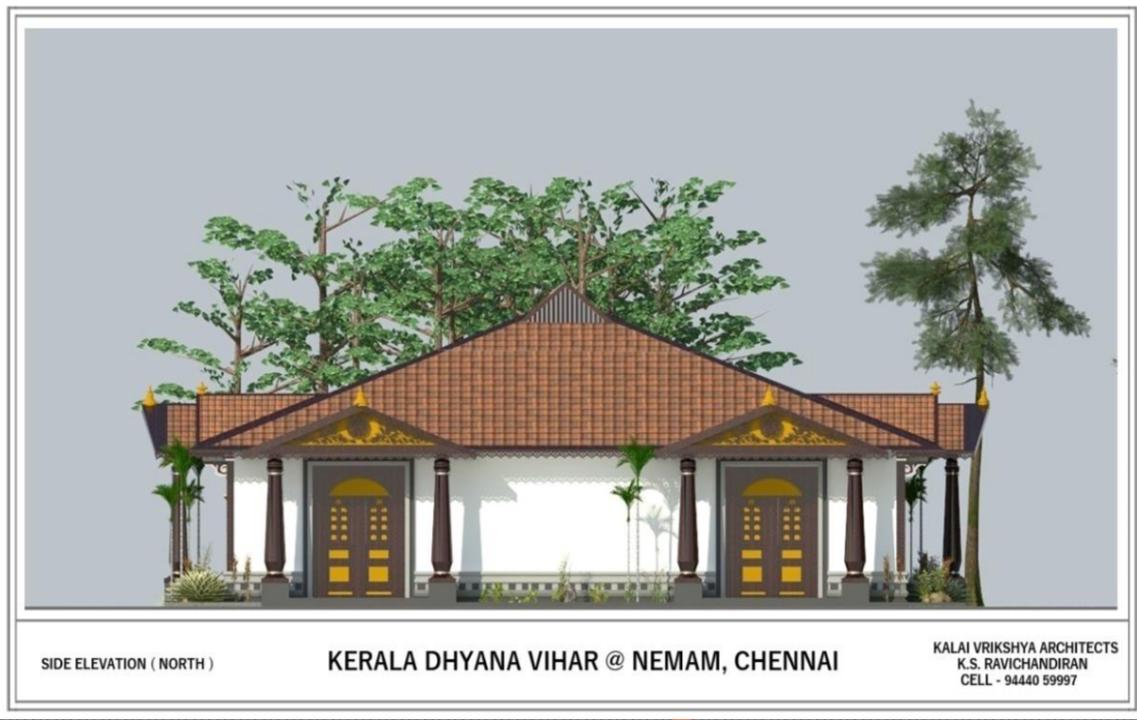 SIDE ELEVATION ( NORTH )
KERALA DHYANA VIHAR @ NEMAM, CHENNAI
KALAI VRIKSHYA ARCHITECTS
K.S. RAVICHANDIRAN
CELL - 94440 59997